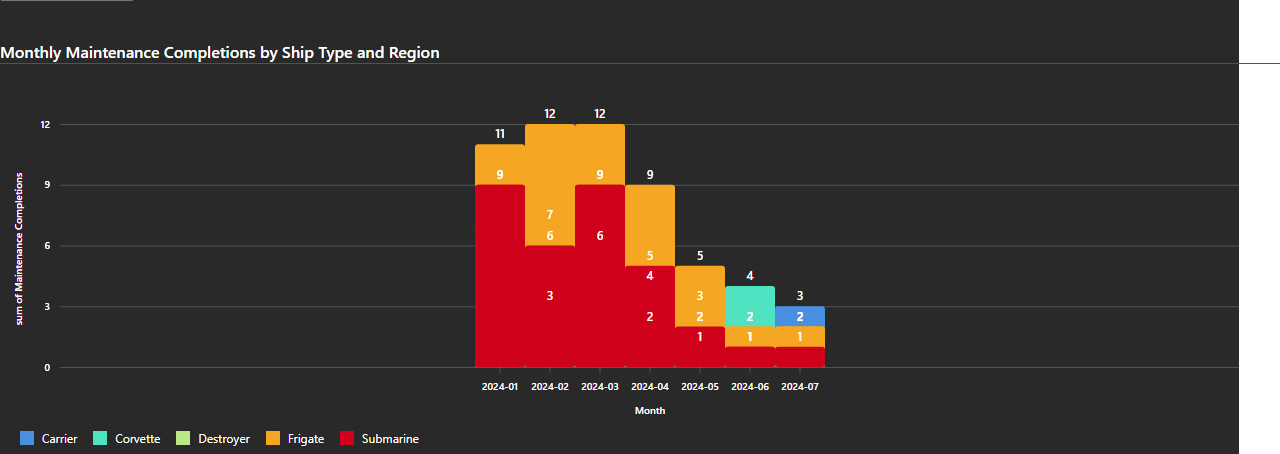 Monthly Maintenance Completions by Ship Type and Region
12 12
11
12
9 9 9
9
7
6 6
6
5 5
4 4
3 3 3
3
2 2 2 2
1 1 1
0
2024-01 2024-02 2024-03 2024-04 2024-05 2024-06 2024-07
Month
sum of Maintenance Completions
Carrier Corvette Destroyer Frigate Submarine